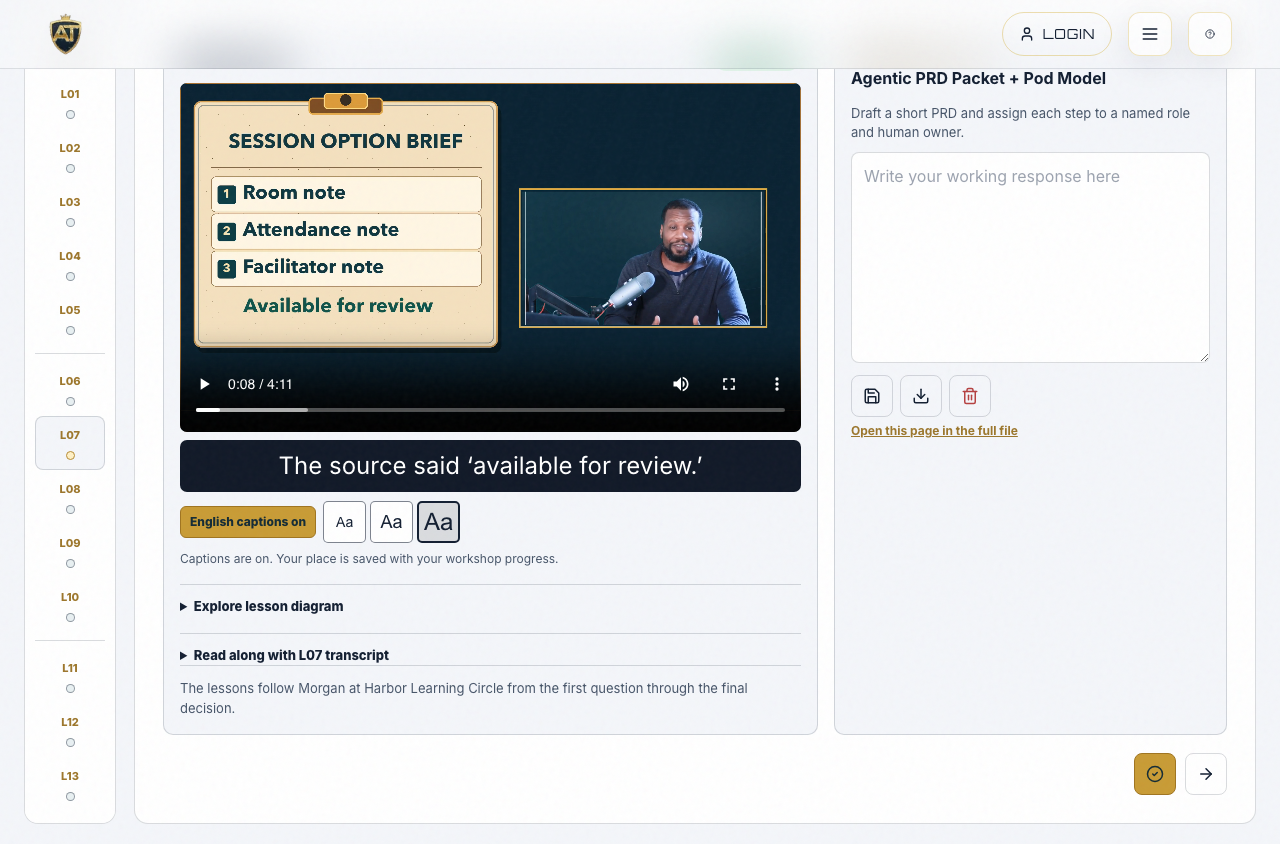 AT
LOGIN
L01
L02
L03
L04
L05
L06
L07
L08
L09
L10
L11
L12
L13
SESSION OPTION BRIEF
1 Room note
2 Attendance note
3 Facilitator note
Available for review
0:08 / 4:11
The source said ‘available for review.’
English captions on
Aa
Aa
Aa
Captions are on. Your place is saved with your workshop progress.
Explore lesson diagram
Read along with L07 transcript
The lessons follow Morgan at Harbor Learning Circle from the first question through the final
decision.
Agentic PRD Packet + Pod Model
Draft a short PRD and assign each step to a named role
and human owner.
Write your working response here
Open this page in the full file